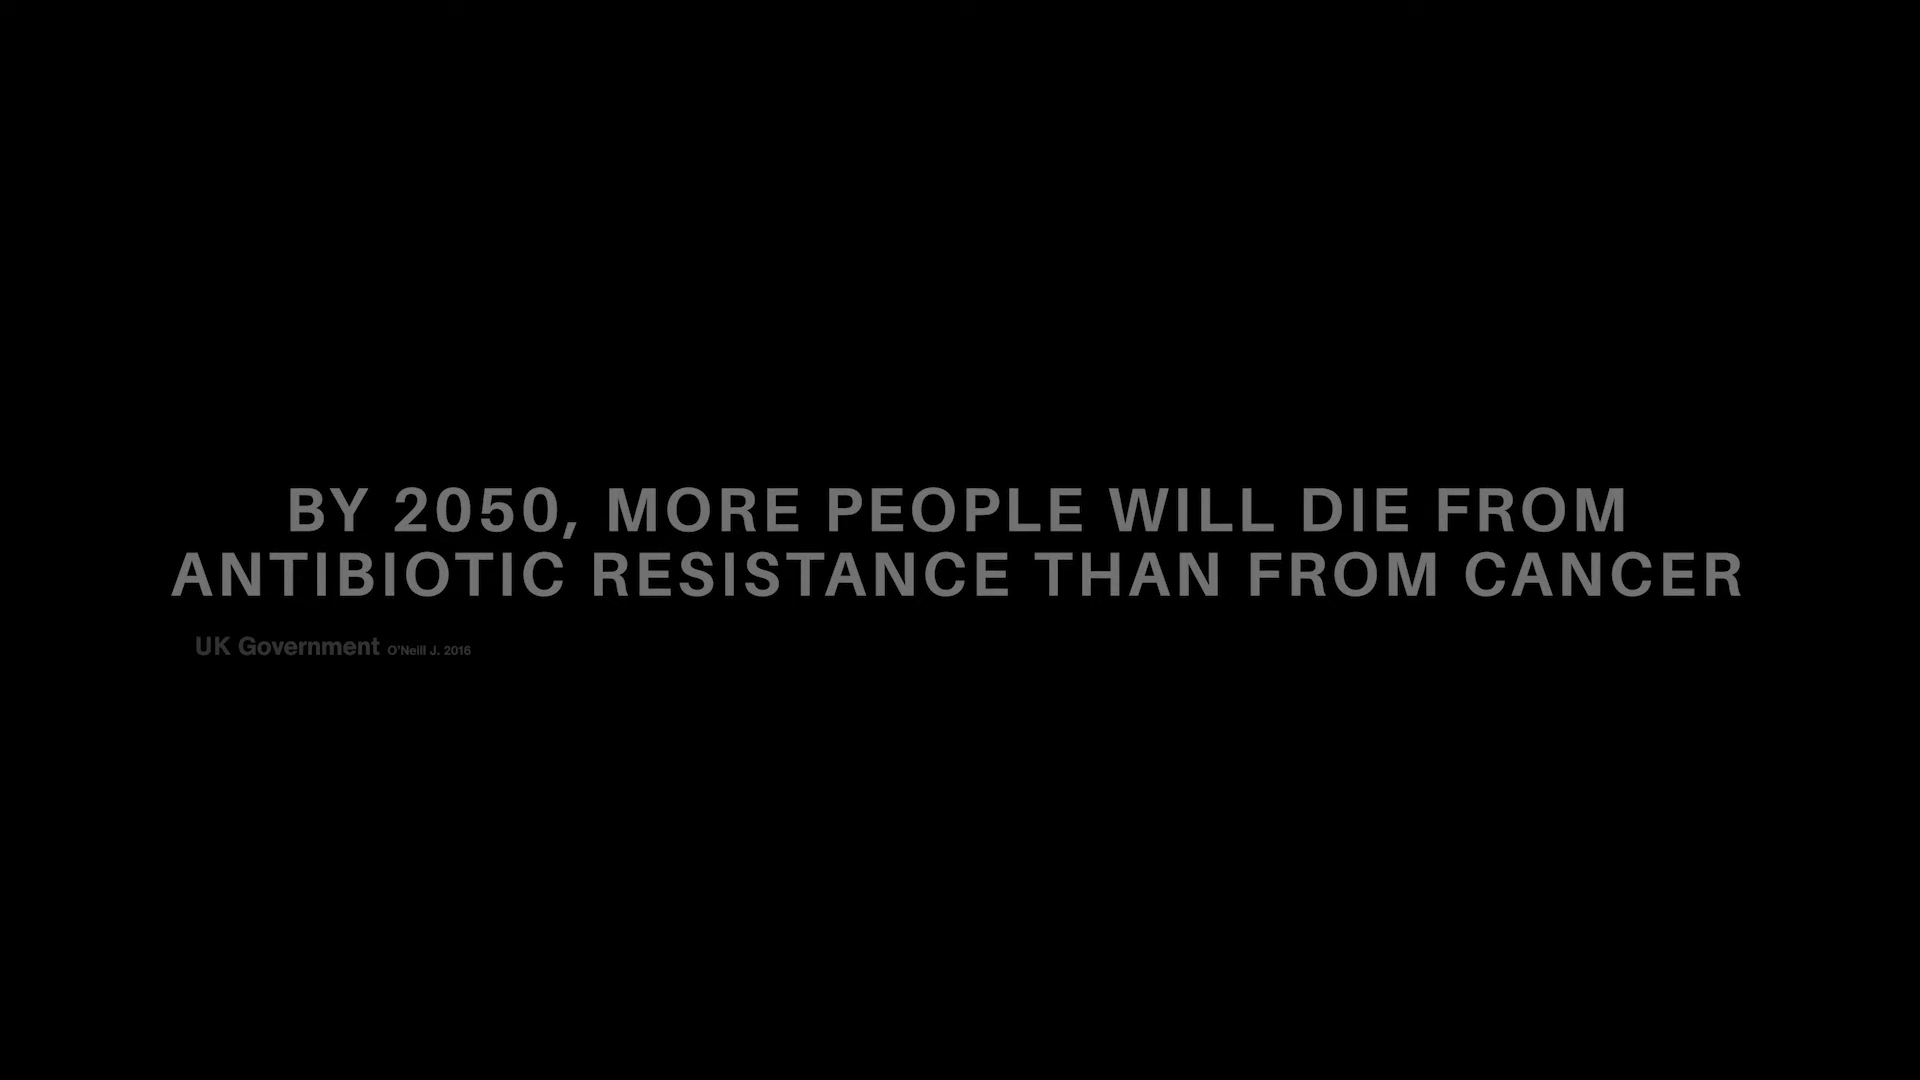 BY 2050, MORE PEOPLE WILL DIE FROM
ANTIBIOTIC RESISTANCE THAN FROM CANCER
UK Government O'Neill J. 2016